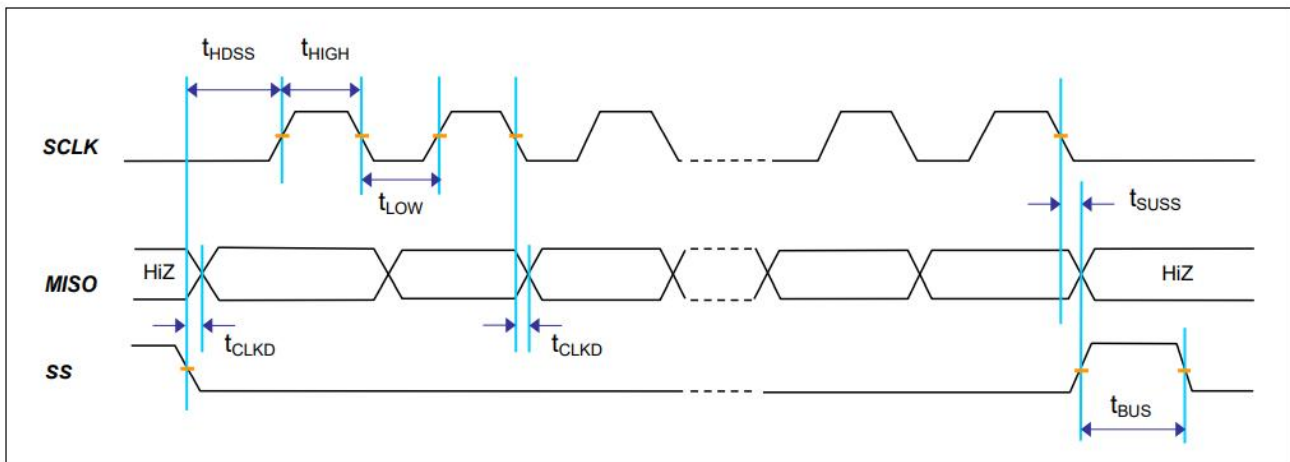 tHDSS tHIGH
SCLK
tLOW
tSUSS
HiZ HiZ
MISO
tCLKD tCLKD
SS
tBUS